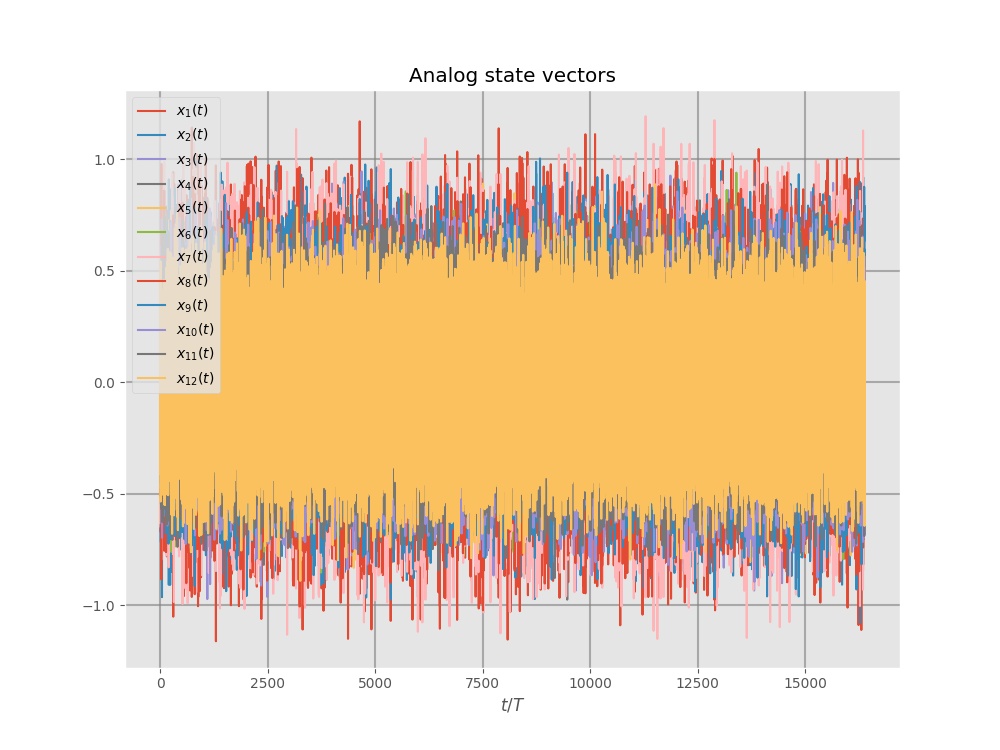 Analog state vectors
x₁(t)
x₂(t)
x₃(t)
x₄(t)
x₅(t)
x₆(t)
x₇(t)
x₈(t)
x₉(t)
x₁₀(t)
x₁₁(t)
x₁₂(t)
1.0
0.5
0.0
−0.5
−1.0
0 2500 5000 7500 10000 12500 15000
t/T